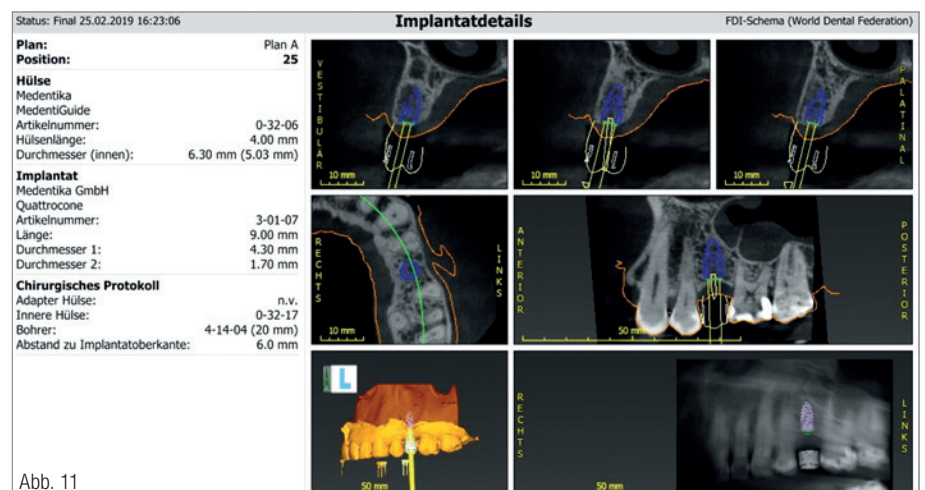 Status: Final 25.02.2019 16:23:06
Implantatdetails
FDI-Schema (World Dental Federation)
Plan: Plan A
Position: 25
Hülse
Medentika
MedentiGuide
Artikelnummer: 0-32-06
Hülsenlänge: 4.00 mm
Durchmesser (innen): 6.30 mm (5.03 mm)
Implantat
Medentika GmbH
Quattrocone
Artikelnummer: 3-01-07
Länge: 9.00 mm
Durchmesser 1: 4.30 mm
Durchmesser 2: 1.70 mm
Chirurgisches Protokoll
Adapter Hülse: n.v.
Innere Hülse: 0-32-17
Bohrer: 4-14-04 (20 mm)
Abstand zu Implantatoberkante: 6.0 mm
VESTIBULÄR
10 mm
10 mm
10 mm
PALATINAL
RECHTS
LINKS
10 mm
ANTERIOR
POSTERIOR
50 mm
L
50 mm
RECHTS
LINKS
50 mm
Abb. 11